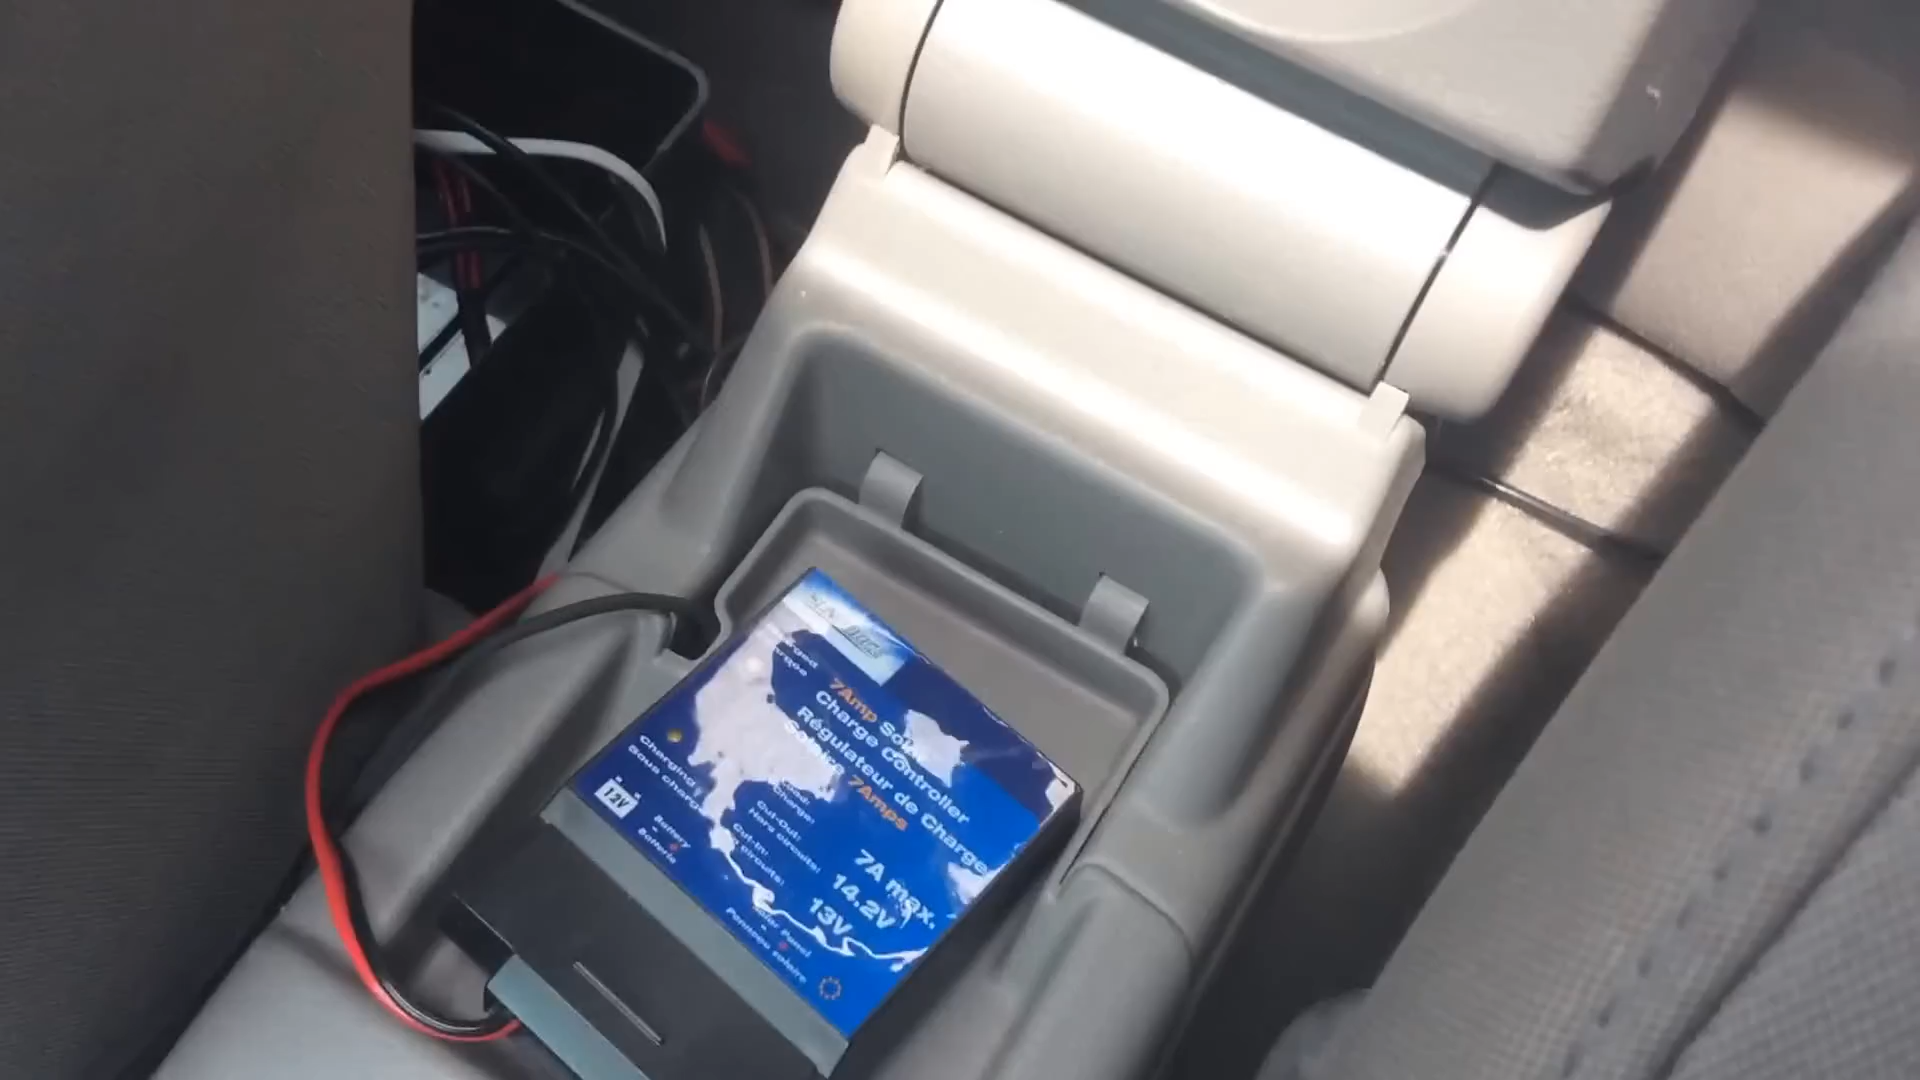 7Amp Solar
Charge Controller
Régulateur de Charge
Solaire 7Amps
Charging
Sous charge
12V
Battery
Batterie
Charge:
Cut-Out:
Hors circuits:
Cut-In:
circuits:
7A max.
14.2V
13V
Solar Panel
Panneau solaire